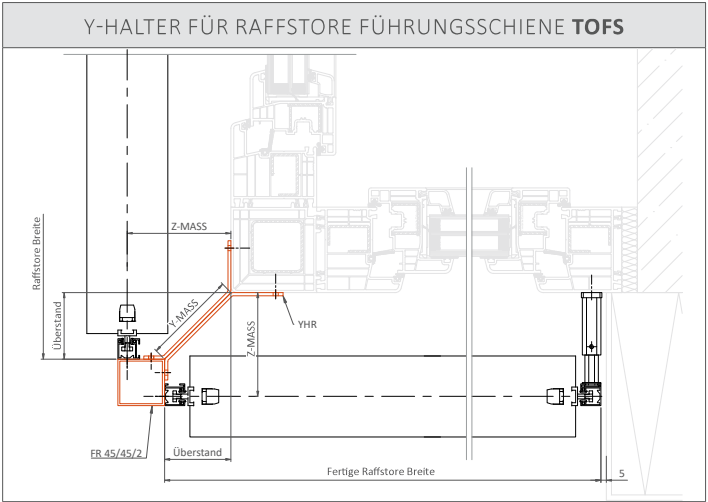 Y-HALTER FÜR RAFFSTORE FÜHRUNGSSCHIENE TOFS
Z-MASS
Raffstore Breite
Überstand
Y-MASS
Z-MASS
YHR
FR 45/45/2
Überstand
Fertige Raffstore Breite
5